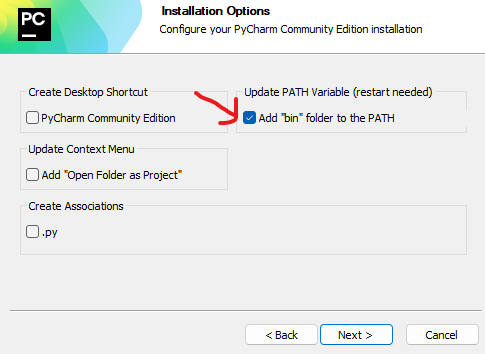 PC
Installation Options
Configure your PyCharm Community Edition installation
Create Desktop Shortcut
PyCharm Community Edition
Update PATH Variable (restart needed)
Add "bin" folder to the PATH
Update Context Menu
Add "Open Folder as Project"
Create Associations
.py
< Back
Next >
Cancel